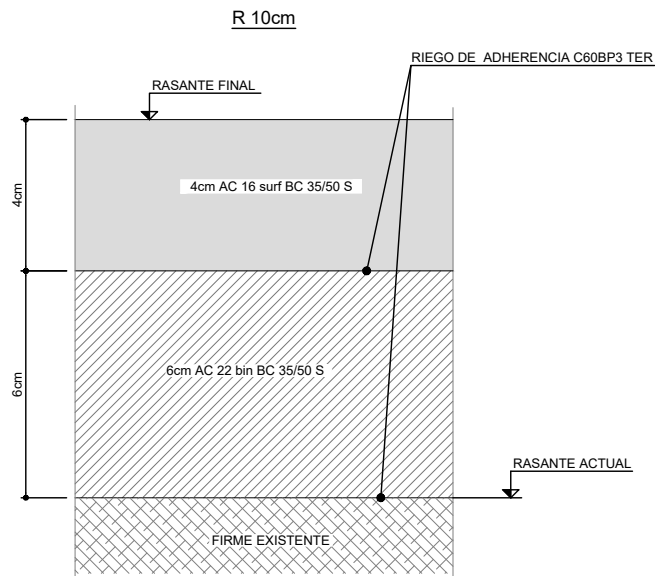 R 10cm
RIEGO DE ADHERENCIA C60BP3 TER
RASANTE FINAL
4cm
4cm AC 16 surf BC 35/50 S
6cm
6cm AC 22 bin BC 35/50 S
RASANTE ACTUAL
FIRME EXISTENTE